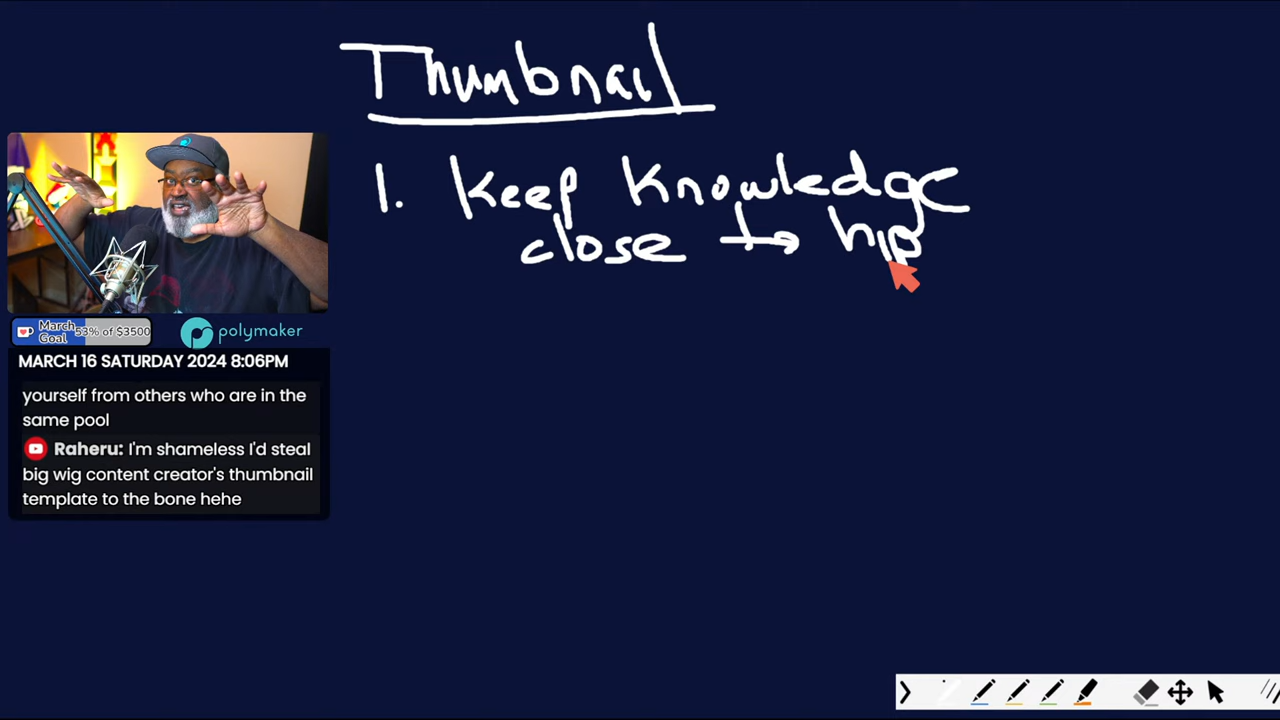 Thumbnail
1. Keep Knowledge
close to hip
March
Goal
53% of $3500
polymaker
MARCH 16 SATURDAY 2024 8:06PM
yourself from others who are in the
same pool
Raheru: I'm shameless I'd steal
big wig content creator's thumbnail
template to the bone hehe